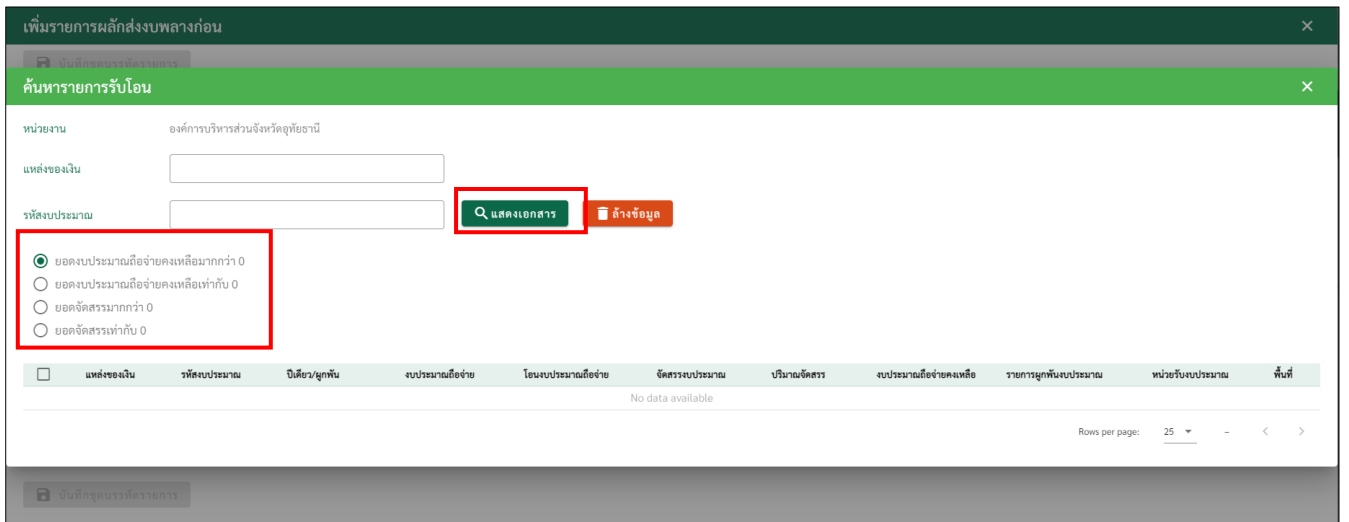 เพิ่มรายการผลักส่งงบพลางก่อน
บันทึกชุดบรรทัดรายการ
ค้นหารายการรับโอน
หน่วยงาน องค์การบริหารส่วนจังหวัดอุทัยธานี
แหล่งของเงิน
รหัสงบประมาณ แสดงเอกสาร ล้างข้อมูล
ยอดงบประมาณถือจ่ายคงเหลือมากกว่า 0
ยอดงบประมาณถือจ่ายคงเหลือเท่ากับ 0
ยอดจัดสรรมากกว่า 0
ยอดจัดสรรเท่ากับ 0
แหล่งของเงิน รหัสงบประมาณ ปีเดียว/ผูกพัน งบประมาณถือจ่าย โอนงบประมาณถือจ่าย จัดสรรงบประมาณ ปริมาณจัดสรร งบประมาณถือจ่ายคงเหลือ รายการผูกพันงบประมาณ หน่วยรับงบประมาณ พื้นที่
No data available
Rows per page: 25 –
บันทึกชุดบรรทัดรายการ